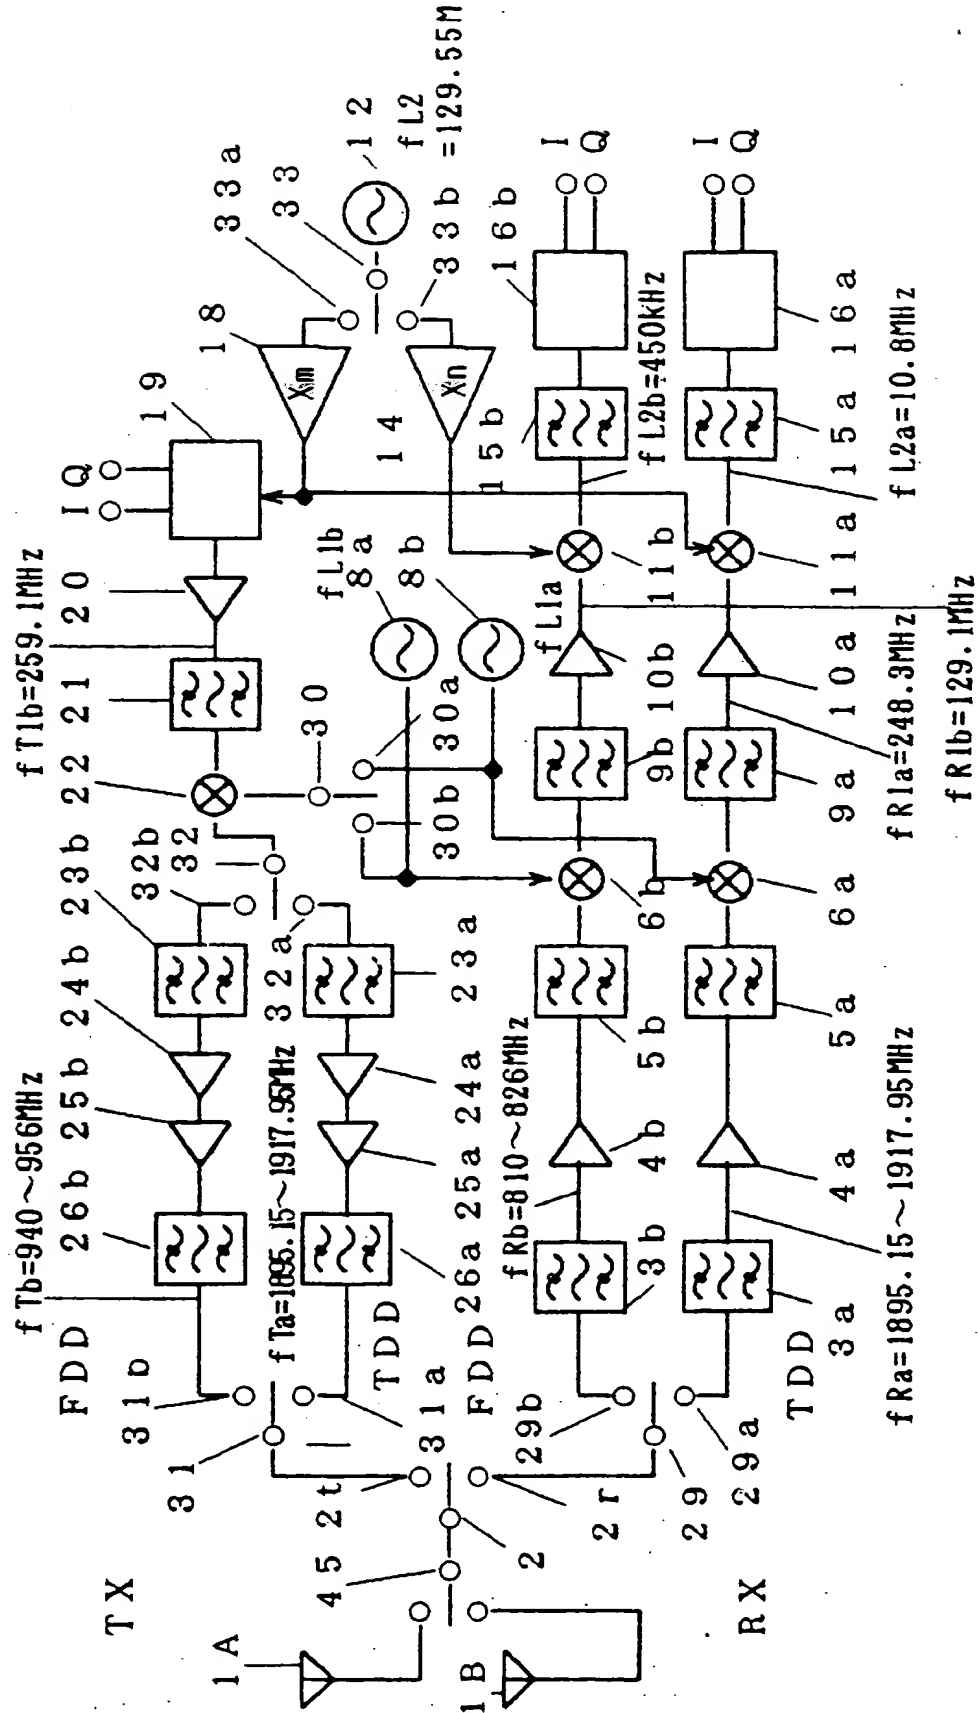 TX
1A
1B
RX
45
2
2t
2r
31
31b
31a
FDD
TDD
FDD
TDD
29b
29
29a
fTb=940～956MHz
26b
25b
24b
23b
32b
32
32a
22
21
fT1b=259.1MHz
20
19
I
Q
18
33a
33
12
fL2
=129.55M
33b
fTa=1895.15～1917.95MHz
26a
25a
24a
23a
30
30a
30b
fL1b
8a
8b
fL1a
14
Xm
Xn
fRb=810～826MHz
3b
4b
5b
6b
9b
10b
11b
15b
fL2b=450kHz
16b
I
Q
3a
4a
5a
6a
9a
10a
11a
15a
16a
I
Q
fRa=1895.15～1917.95MHz
fR1a=248.3MHz
fR1b=129.1MHz
fL2a=10.8MHz